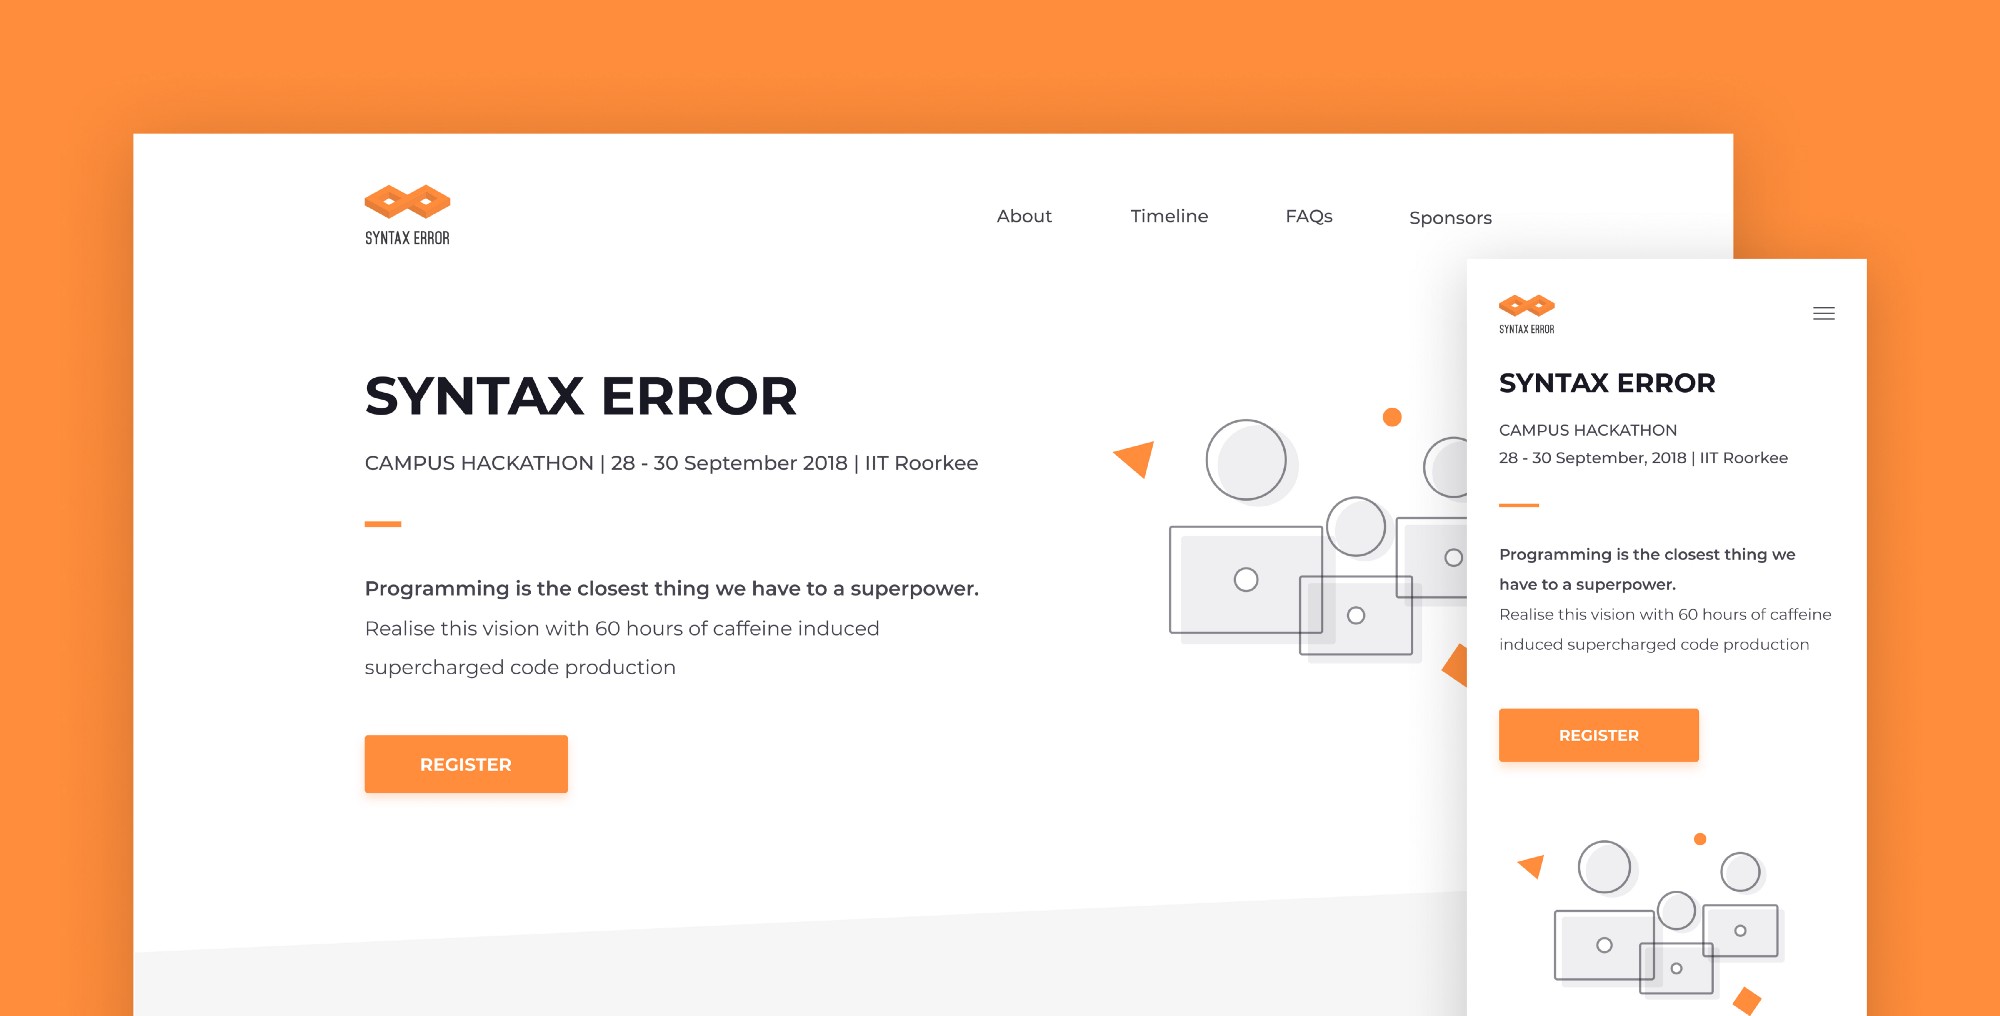 SYNTAX ERROR
About Timeline FAQs Sponsors
SYNTAX ERROR
CAMPUS HACKATHON | 28 - 30 September 2018 | IIT Roorkee
Programming is the closest thing we have to a superpower.
Realise this vision with 60 hours of caffeine induced
supercharged code production
REGISTER
SYNTAX ERROR
SYNTAX ERROR
CAMPUS HACKATHON
28 - 30 September, 2018 | IIT Roorkee
Programming is the closest thing we
have to a superpower.
Realise this vision with 60 hours of caffeine
induced supercharged code production
REGISTER